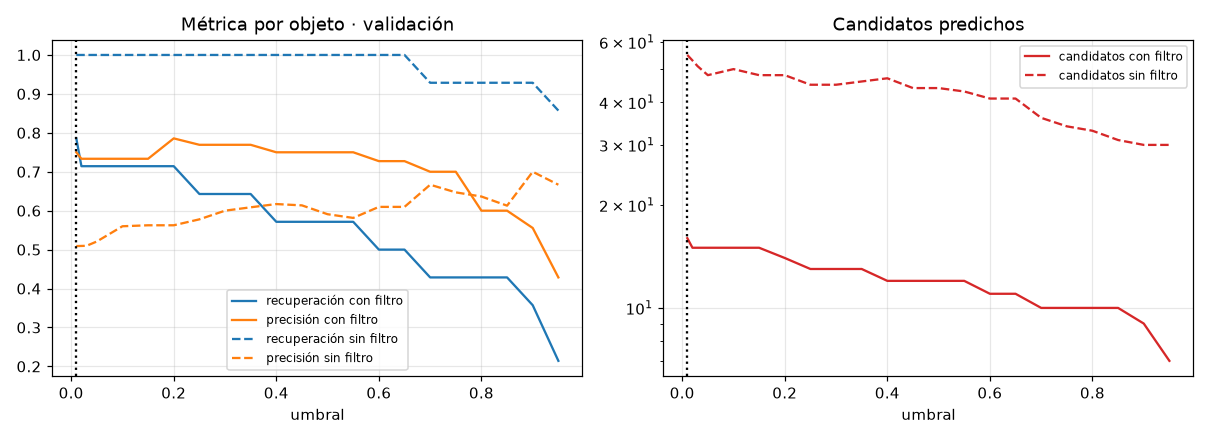 Métrica por objeto · validación
1.0
0.9
0.8
0.7
0.6
0.5
0.4
0.3
0.2
recuperación con filtro
precisión con filtro
recuperación sin filtro
precisión sin filtro
0.0 0.2 0.4 0.6 0.8
umbral
Candidatos predichos
6 × 10¹
4 × 10¹
3 × 10¹
2 × 10¹
10¹
candidatos con filtro
candidatos sin filtro
0.0 0.2 0.4 0.6 0.8
umbral